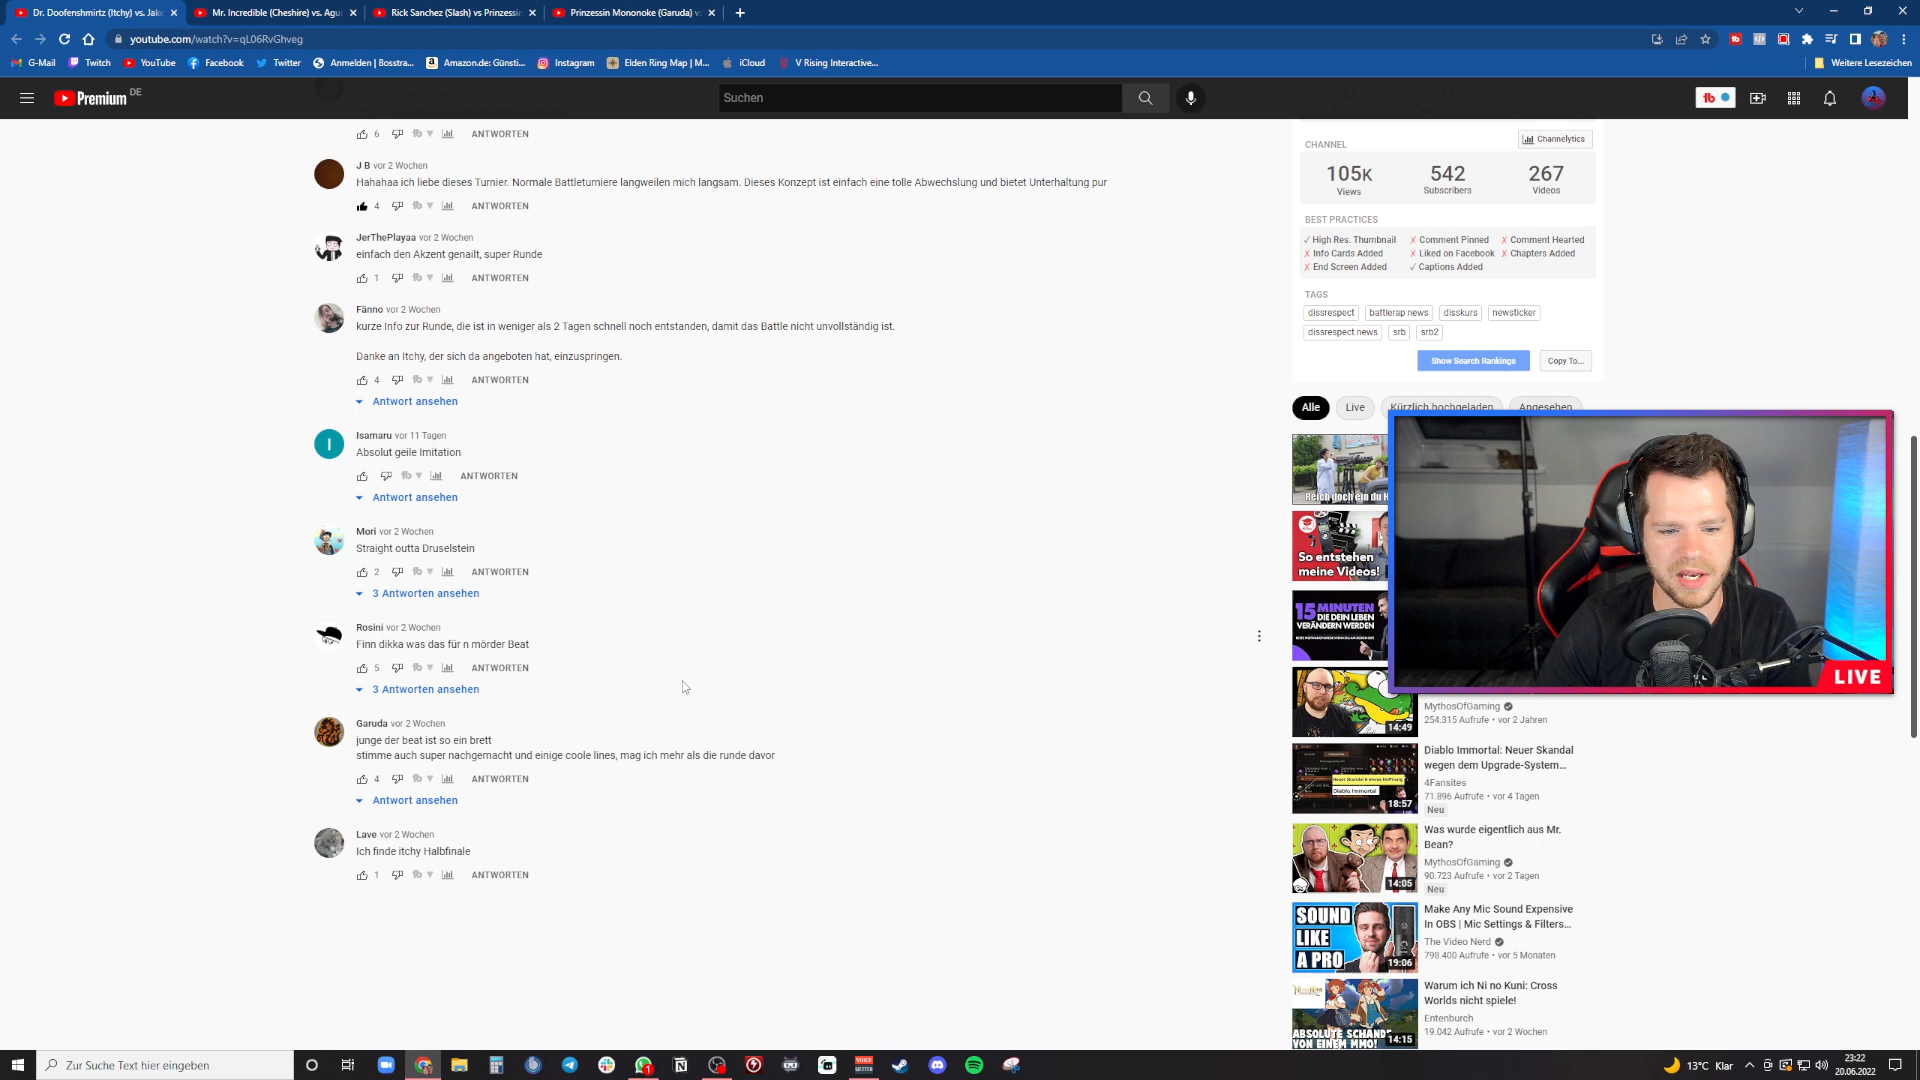 Dr. Doofenshmirtz (Itchy) vs. Jak
Mr. Incredible (Cheshire) vs. Agu
Rick Sanchez (Slash) vs Prinzessin
Prinzessin Mononoke (Garuda) v
youtube.com/watch?v=qL06RvGhveg
G-Mail
Twitch
YouTube
Facebook
Twitter
Anmelden | Bosstra...
Amazon.de: Günsti...
Instagram
Elden Ring Map | M...
iCloud
V Rising Interactive...
Weitere Lesezeichen
Premium DE
Suchen
6 ANTWORTEN
J B vor 2 Wochen
Hahahaa ich liebe dieses Turnier. Normale Battleturniere langweilen mich langsam. Dieses Konzept ist einfach eine tolle Abwechslung und bietet Unterhaltung pur
4 ANTWORTEN
JerThePlayaa vor 2 Wochen
einfach den Akzent genailt, super Runde
1 ANTWORTEN
Fänno vor 2 Wochen
kurze Info zur Runde, die ist in weniger als 2 Tagen schnell noch entstanden, damit das Battle nicht unvollständig ist.
Danke an Itchy, der sich da angeboten hat, einzuspringen.
4 ANTWORTEN
Antwort ansehen
I
Isamaru vor 11 Tagen
Absolut geile Imitation
ANTWORTEN
Antwort ansehen
Mori vor 2 Wochen
Straight outta Druselstein
2 ANTWORTEN
3 Antworten ansehen
Rosini vor 2 Wochen
Finn dikka was das für n mörder Beat
5 ANTWORTEN
3 Antworten ansehen
Garuda vor 2 Wochen
junge der beat ist so ein brett
stimme auch super nachgemacht und einige coole lines, mag ich mehr als die runde davor
4 ANTWORTEN
Antwort ansehen
Lave vor 2 Wochen
Ich finde itchy Halbfinale
1 ANTWORTEN
CHANNEL
Channelytics
105K 542 267
Views Subscribers Videos
BEST PRACTICES
✓ High Res. Thumbnail ✗ Comment Pinned ✗ Comment Hearted
✗ Info Cards Added ✗ Liked on Facebook ✗ Chapters Added
✗ End Screen Added ✓ Captions Added
TAGS
dissrespect battlerap news disskurs newsticker
dissrespect news srb srb2
Show Search Rankings Copy To...
Alle Live Kürzlich hochgeladen Angesehen
Reich doch ein du H
So entstehen
meine Videos!
15 MINUTEN
DIE DEIN LEBEN
VERÄNDERN WERDEN
LIVE
14:49
MythosOfGaming
254.315 Aufrufe • vor 2 Jahren
Diablo Immortal
18:57
Diablo Immortal: Neuer Skandal
wegen dem Upgrade-System...
4Fansites
71.896 Aufrufe • vor 4 Tagen
Neu
14:05
Was wurde eigentlich aus Mr.
Bean?
MythosOfGaming
90.723 Aufrufe • vor 2 Tagen
Neu
SOUND
LIKE
A PRO
19:06
Make Any Mic Sound Expensive
In OBS | Mic Settings & Filters...
The Video Nerd
798.400 Aufrufe • vor 5 Monaten
ABSOLUTE SCHANDE
VON EINEM MMO!
14:15
Warum ich Ni no Kuni: Cross
Worlds nicht spiele!
Entenburch
19.042 Aufrufe • vor 2 Wochen
Zur Suche Text hier eingeben
13°C Klar
23:22
20.06.2022